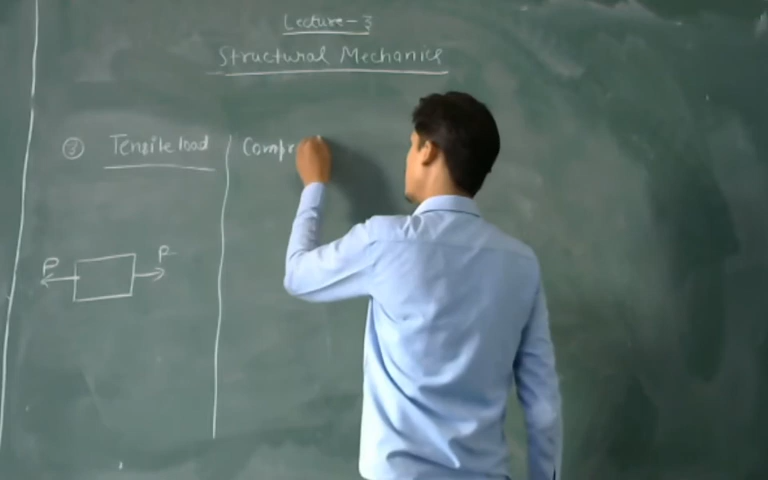 Lecture-3
Structural Mechanics
③ Tensile load
Compr
P
P